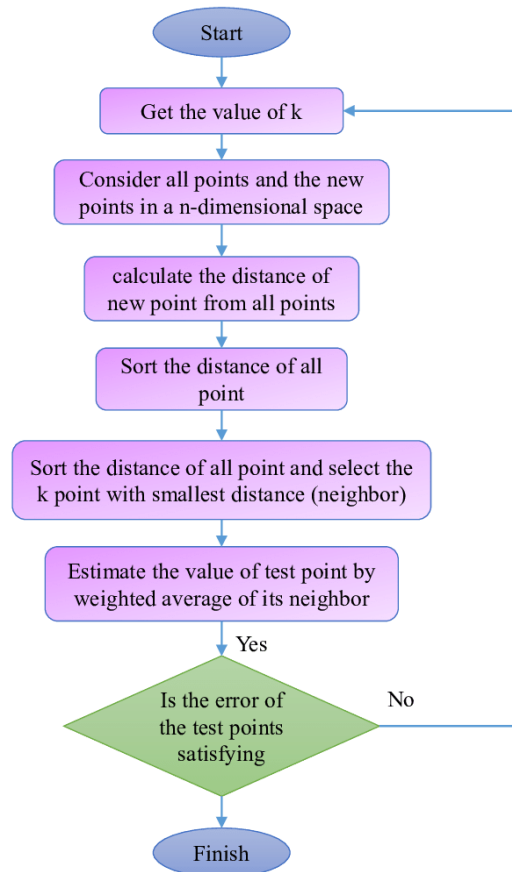 Start
Get the value of k
Consider all points and the new
points in a n-dimensional space
calculate the distance of
new point from all points
Sort the distance of all
point
Sort the distance of all point and select the
k point with smallest distance (neighbor)
Estimate the value of test point by
weighted average of its neighbor
Yes
Is the error of
the test points
satisfying
No
Finish